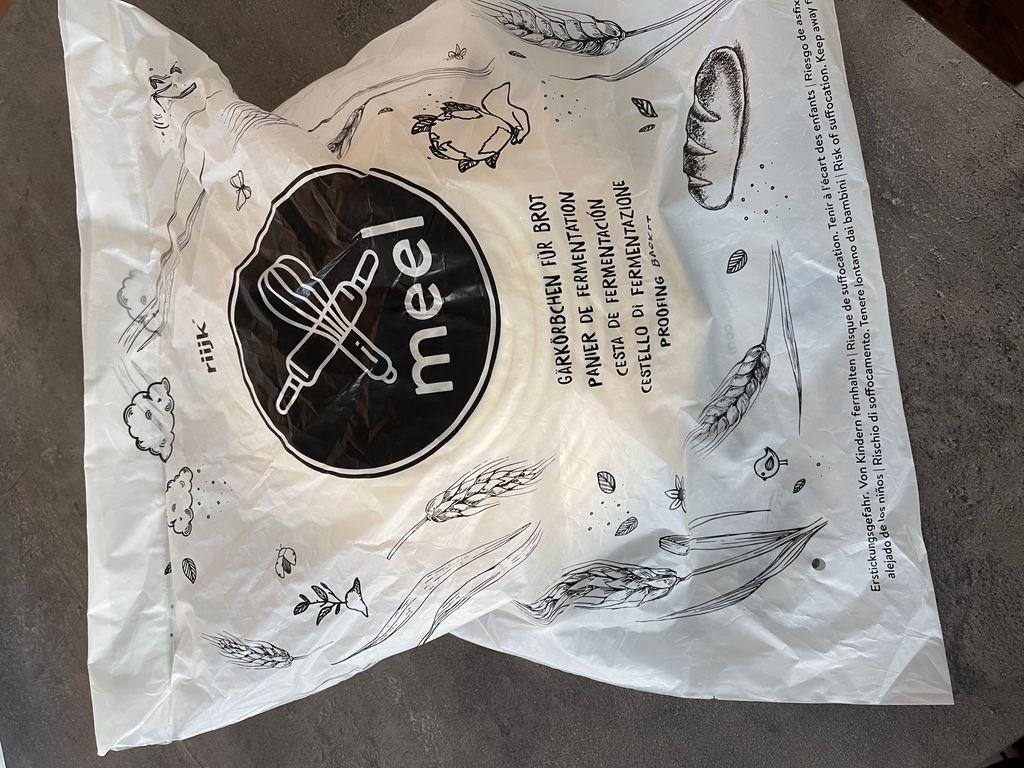 riijk
meel
GÄRKÖRBCHEN FÜR BROT
PANIER DE FERMENTATION
CESTA DE FERMENTACIÓN
CESTELLO Di FERMENTAZIONE
PROOFING BASKET
Erstickungsgefahr. Von Kindern fernhalten | Risque de suffocation. Tenir à l'écart des enfants | Riesgo de asfix
alejado de los niños | Rischio di soffocamento. Tenere lontano dai bambini | Risk of suffocation. Keep away f